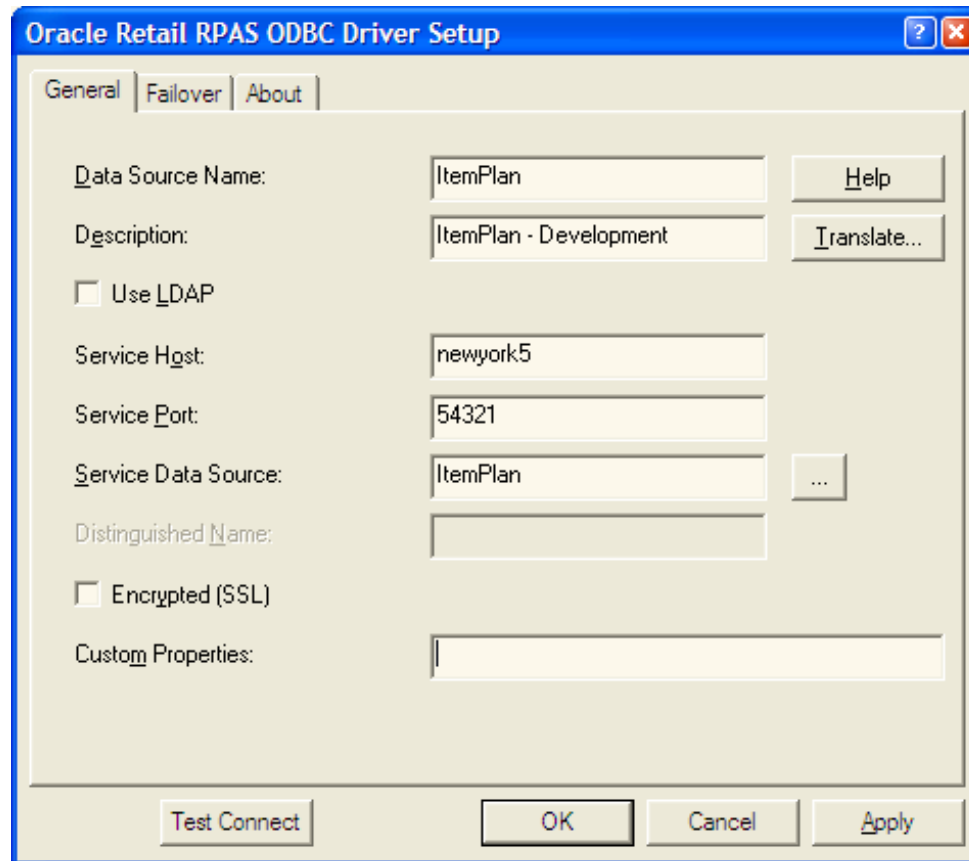 Oracle Retail RPAS ODBC Driver Setup
General Failover About
Data Source Name: ItemPlan Help
Description: ItemPlan - Development Translate...
Use LDAP
Service Host: newyork5
Service Port: 54321
Service Data Source: ItemPlan ...
Distinguished Name:
Encrypted (SSL)
Custom Properties:
Test Connect OK Cancel Apply